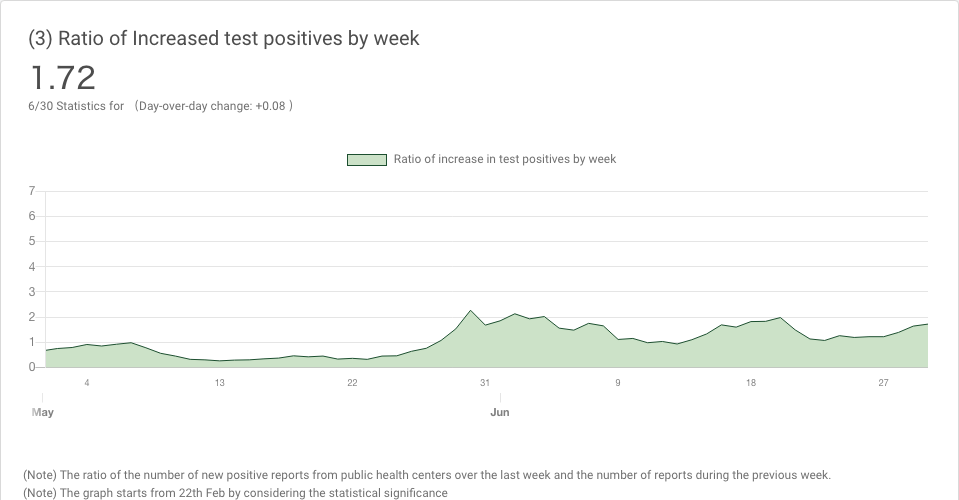 (3) Ratio of Increased test positives by week
1.72
6/30 Statistics for （Day-over-day change: +0.08 ）
Ratio of increase in test positives by week
7
6
5
4
3
2
1
0
4 13 22 31 9 18 27
May Jun
(Note) The ratio of the number of new positive reports from public health centers over the last week and the number of reports during the previous week.
(Note) The graph starts from 22th Feb by considering the statistical significance